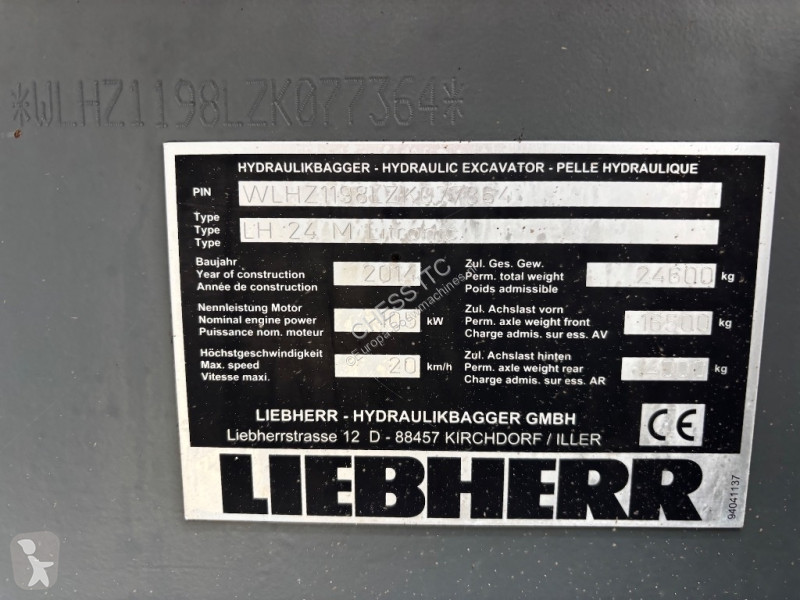 *WLHZ1198LZK077364*
HYDRAULIKBAGGER - HYDRAULIC EXCAVATOR - PELLE HYDRAULIQUE
PIN WLHZ1198LZK077364
Type
Type LH 24 M
Type
Baujahr
Year of construction 2014
Année de construction
Zul. Ges. Gew.
Perm. total weight 24600 kg
Poids admissible
Nennleistung Motor
Nominal engine power kW
Puissance nom. moteur
Zul. Achslast vorn
Perm. axle weight front 16500 kg
Charge admis. sur ess. AV
Höchstgeschwindigkeit
Max. speed 20 km/h
Vitesse maxi.
Zul. Achslast hinten
Perm. axle weight rear kg
Charge admis. sur ess. AR
CHESS ITC
LIEBHERR - HYDRAULIKBAGGER GMBH
Liebherrstrasse 12 D - 88457 KIRCHDORF / ILLER
CE
LIEBHERR
94041137